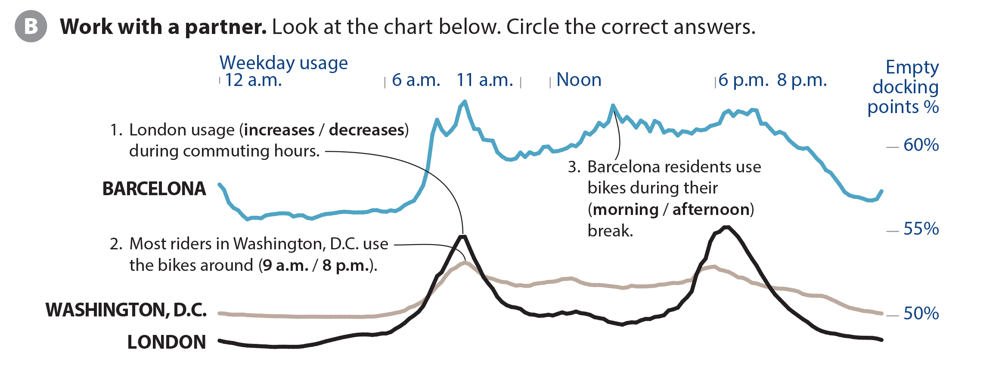 B Work with a partner. Look at the chart below. Circle the correct answers.
Weekday usage
12 a.m. 6 a.m. 11 a.m. Noon 6 p.m. 8 p.m.
Empty
docking
points %
1. London usage (increases / decreases)
during commuting hours.
60%
3. Barcelona residents use
bikes during their
(morning / afternoon)
break.
BARCELONA
55%
2. Most riders in Washington, D.C. use
the bikes around (9 a.m. / 8 p.m.).
WASHINGTON, D.C.
50%
LONDON